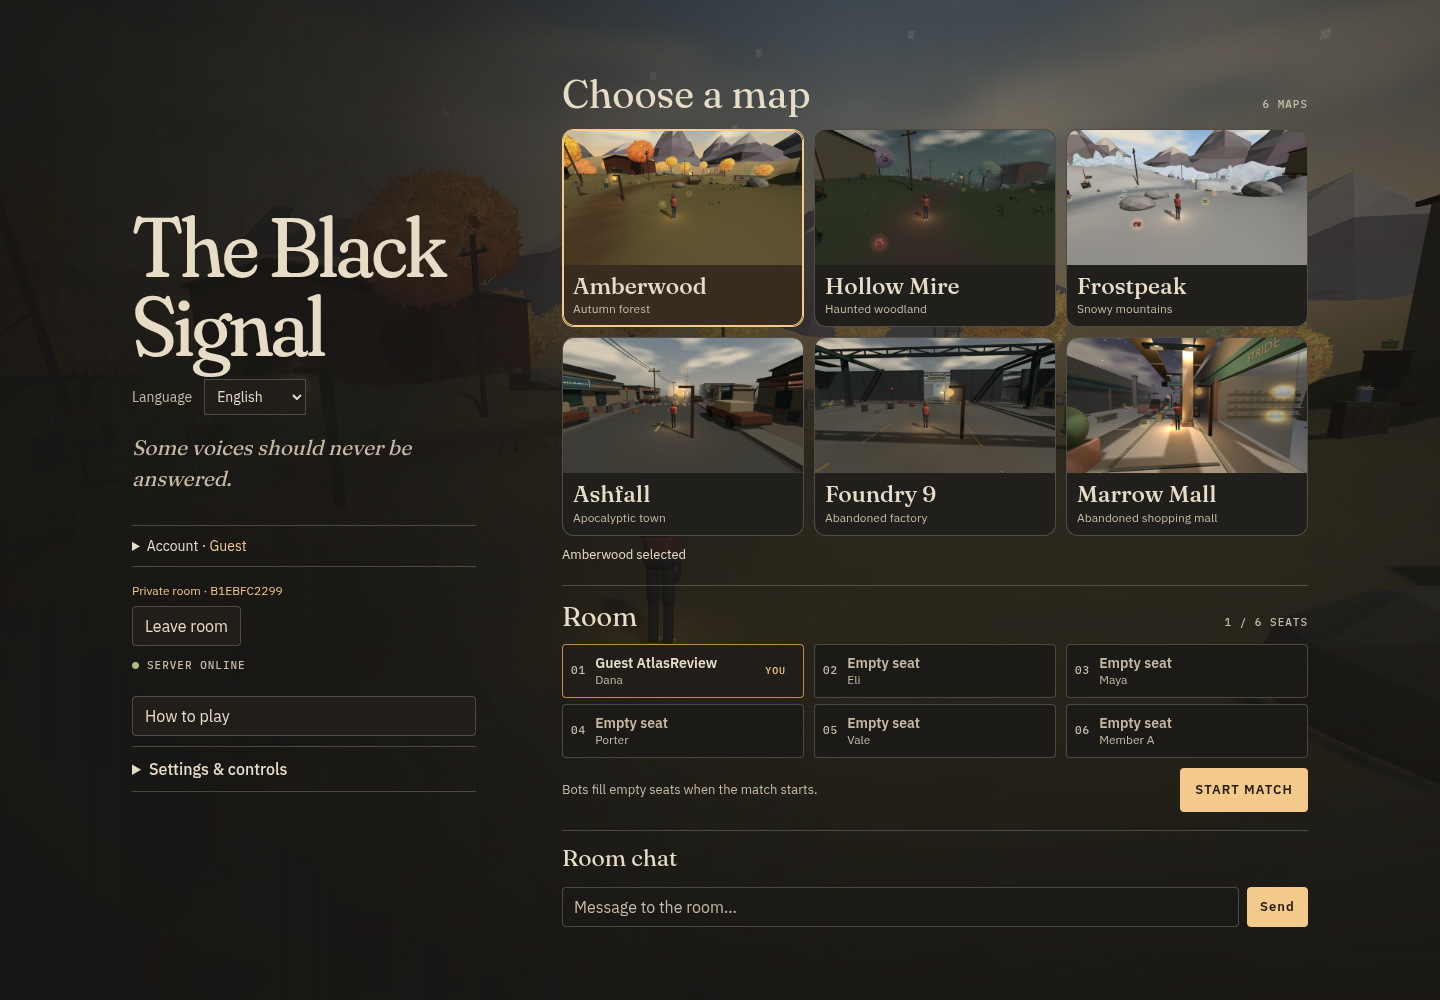 The Black
Signal
Language
English
Some voices should never be
answered.
Account · Guest
Private room · B1EBFC2299
Leave room
SERVER ONLINE
How to play
Settings & controls
Choose a map
6 MAPS
Amberwood
Autumn forest
Hollow Mire
Haunted woodland
Frostpeak
Snowy mountains
STRIDE
Ashfall
Apocalyptic town
Foundry 9
Abandoned factory
Marrow Mall
Abandoned shopping mall
Amberwood selected
Room
1 / 6 SEATS
01 Guest AtlasReview YOU
Dana
02 Empty seat
Eli
03 Empty seat
Maya
04 Empty seat
Porter
05 Empty seat
Vale
06 Empty seat
Member A
Bots fill empty seats when the match starts.
START MATCH
Room chat
Message to the room...
Send